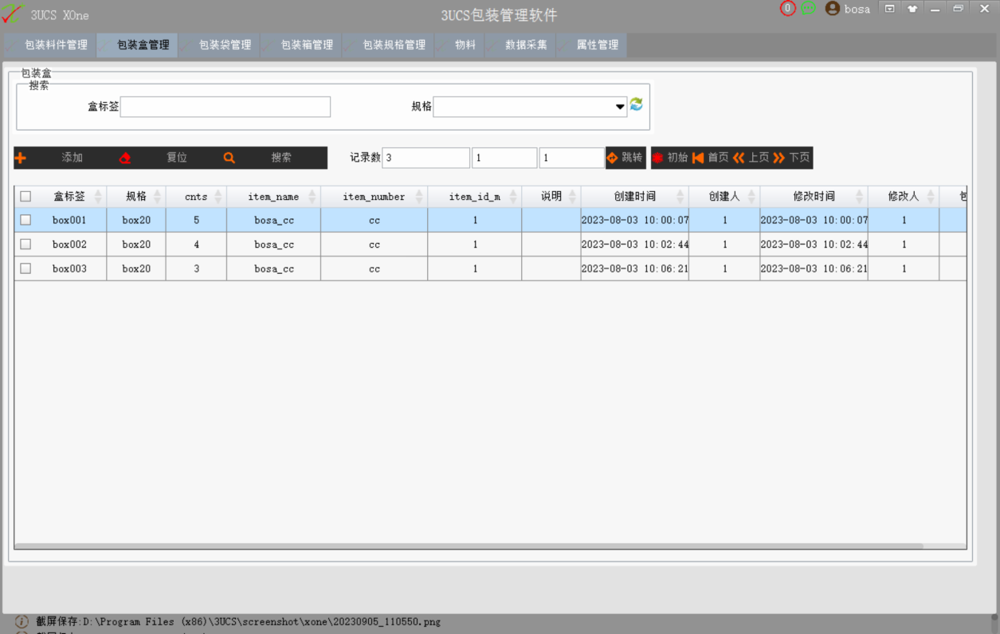 3UCS XOne
3UCS包装管理软件
0
bosa
包装料件管理 包装盒管理 包装袋管理 包装箱管理 包装规格管理 物料 数据采集 属性管理
包装盒
搜索
盒标签 规格
添加 复位 搜索 记录数 3 1 1 跳转 初始 首页 上页 下页
盒标签 规格 cnts item_name item_number item_id_m 说明 创建时间 创建人 修改时间 修改人
box001 box20 5 bosa_cc cc 1 2023-08-03 10:00:07 1 2023-08-03 10:00:07 1
box002 box20 4 bosa_cc cc 1 2023-08-03 10:02:44 1 2023-08-03 10:02:44 1
box003 box20 3 bosa_cc cc 1 2023-08-03 10:06:21 1 2023-08-03 10:06:21 1
截屏保存:D:\Program Files (x86)\3UCS\screenshot\xone\20230905_110550.png